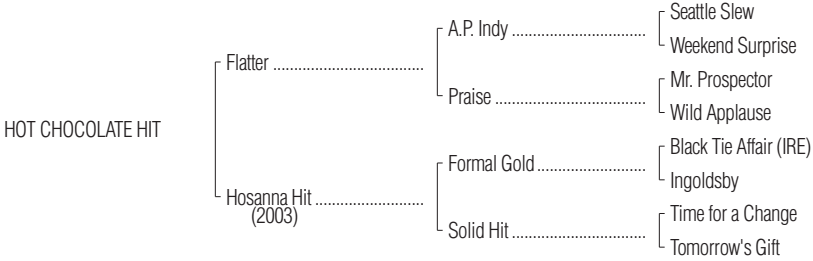 Seattle Slew
A.P. Indy ..................................
Weekend Surprise
Flatter ......................................
Mr. Prospector
Praise ......................................
Wild Applause
HOT CHOCOLATE HIT
Black Tie Affair (IRE)
Formal Gold ............................
Ingoldsby
Hosanna Hit ...........................
(2003)
Time for a Change
Solid Hit ..................................
Tomorrow's Gift